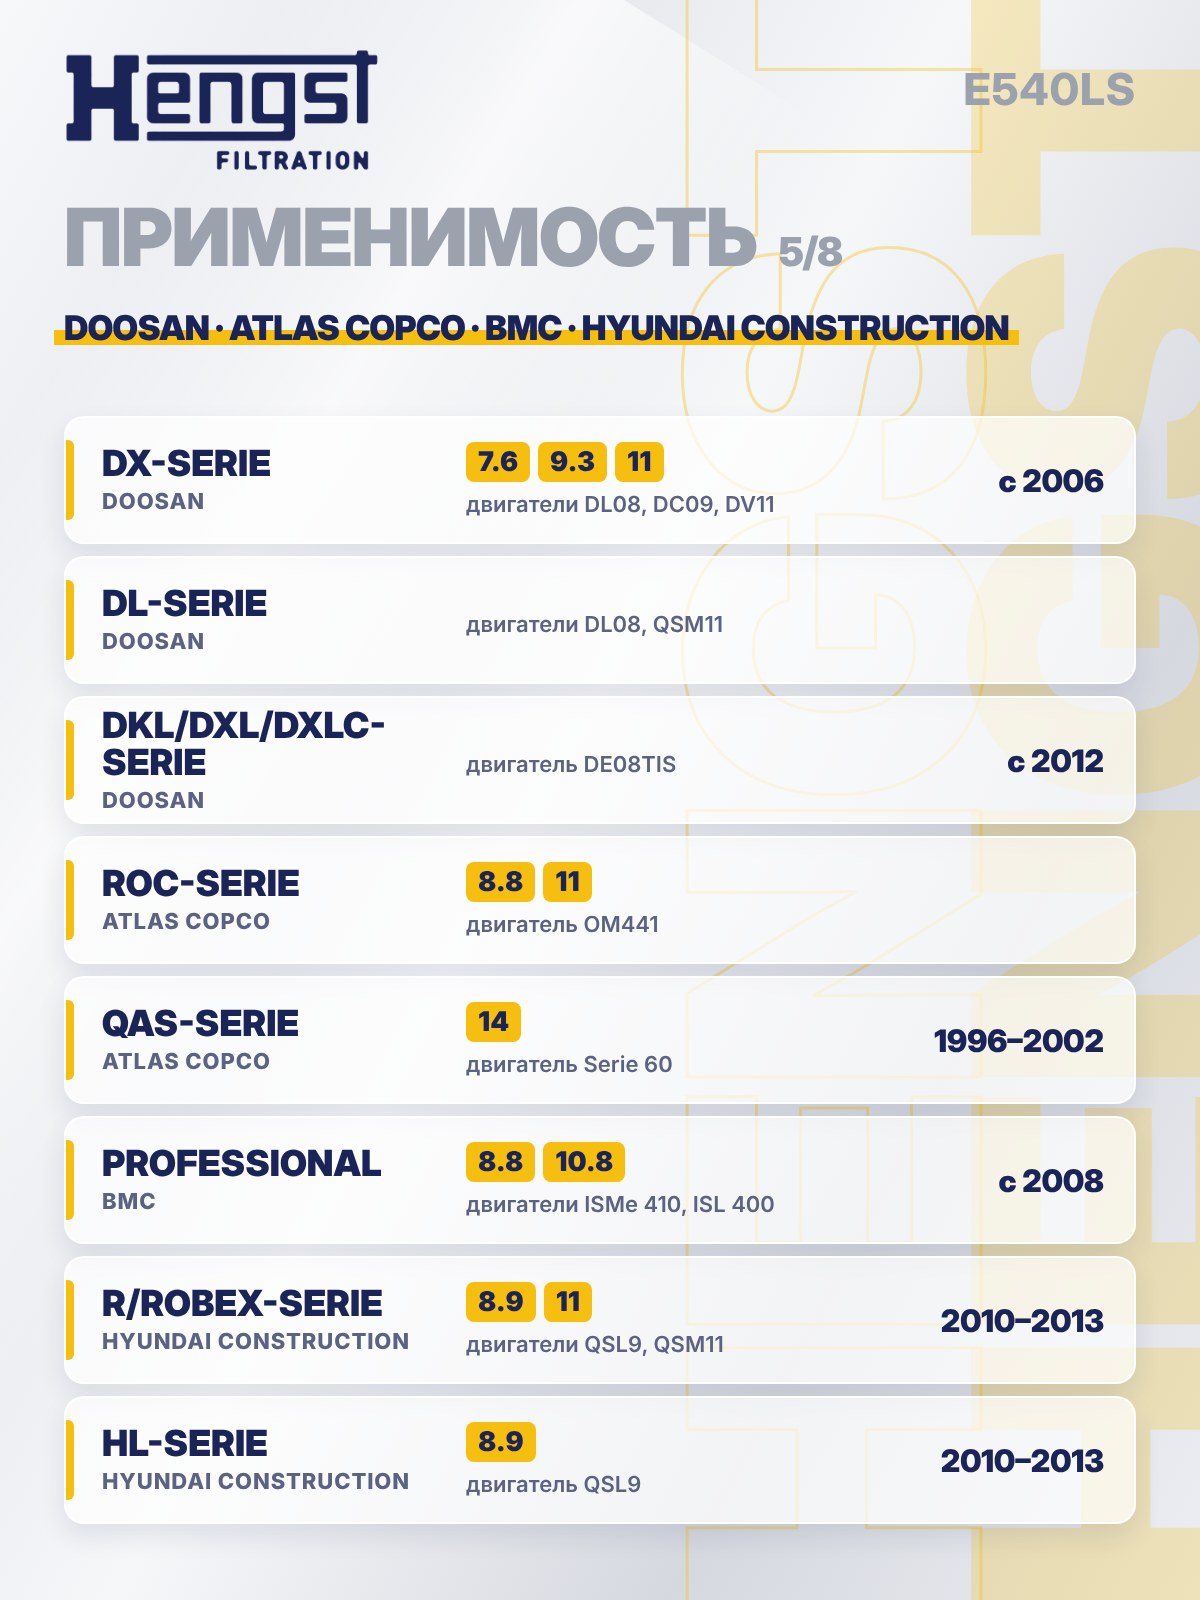 Hengst
FILTRATION
E540LS
ПРИМЕНИМОСТЬ 5/8
DOOSAN · ATLAS COPCO · BMC · HYUNDAI CONSTRUCTION
DX-SERIE
DOOSAN
7.6 9.3 11
двигатели DL08, DC09, DV11
с 2006
DL-SERIE
DOOSAN
двигатели DL08, QSM11
DKL/DXL/DXLC-
SERIE
DOOSAN
двигатель DE08TIS
с 2012
ROC-SERIE
ATLAS COPCO
8.8 11
двигатель OM441
QAS-SERIE
ATLAS COPCO
14
двигатель Serie 60
1996–2002
PROFESSIONAL
BMC
8.8 10.8
двигатели ISMe 410, ISL 400
с 2008
R/ROBEX-SERIE
HYUNDAI CONSTRUCTION
8.9 11
двигатели QSL9, QSM11
2010–2013
HL-SERIE
HYUNDAI CONSTRUCTION
8.9
двигатель QSL9
2010–2013
HENGST
HENGST